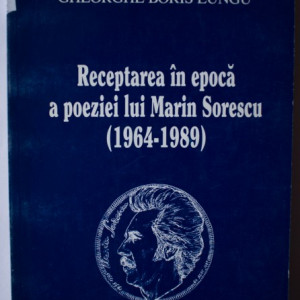 GHEORGHE BORIS LUNGU
Receptarea în epocă
a poeziei lui Marin Sorescu
(1964-1989)